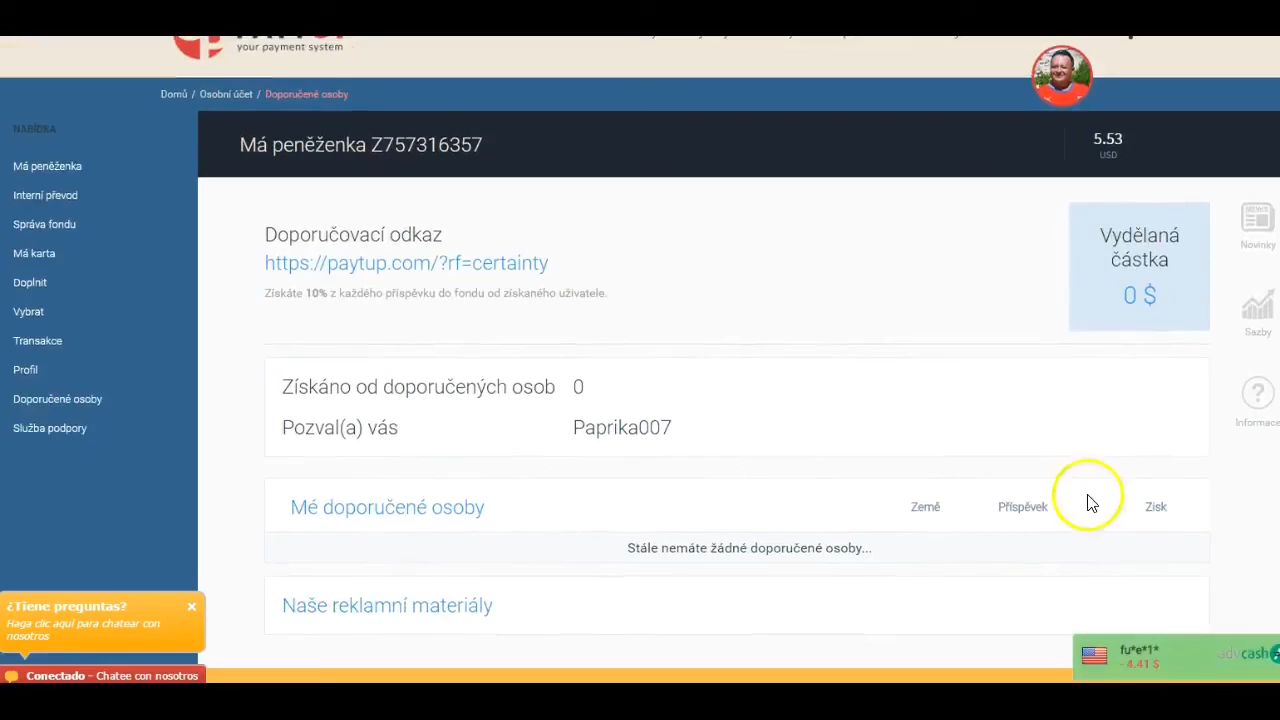 your payment system
Domů / Osobní účet / Doporučené osoby
NABÍDKA
Má peněženka
Interní převod
Správa fondu
Má karta
Doplnit
Vybrat
Transakce
Profil
Doporučené osoby
Služba podpory
Má peněženka Z757316357
5.53
USD
Doporučovací odkaz
https://paytup.com/?rf=certainty
Získáte 10% z každého příspěvku do fondu od získaného uživatele.
Vydělaná
částka
0 $
Novinky
Sazby
Informace
Získáno od doporučených osob 0
Pozval(a) vás Paprika007
Mé doporučené osoby Země Příspěvek Zisk
Stále nemáte žádné doporučené osoby...
Naše reklamní materiály
¿Tiene preguntas?
Haga clic aquí para chatear con
nosotros
Conectado - Chatee con nosotros
fu*e*1*
- 4.41 $
advcash